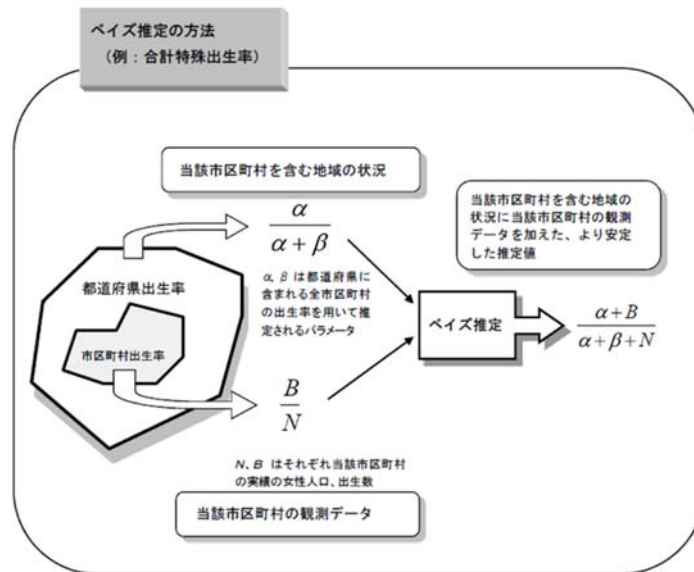 ベイズ推定の方法
（例：合計特殊出生率）
当該市区町村を含む地域の状況
α
α + β
α, β は都道府県に
含まれる全市区町村
の出生率を用いて推
定されるパラメータ
当該市区町村を含む地域の
状況に当該市区町村の観測
データを加えた、より安定
した推定値
都道府県出生率
市区町村出生率
ベイズ推定
α + B
α + β + N
B
N
N、B はそれぞれ当該市区町村
の実績の女性人口、出生数
当該市区町村の観測データ